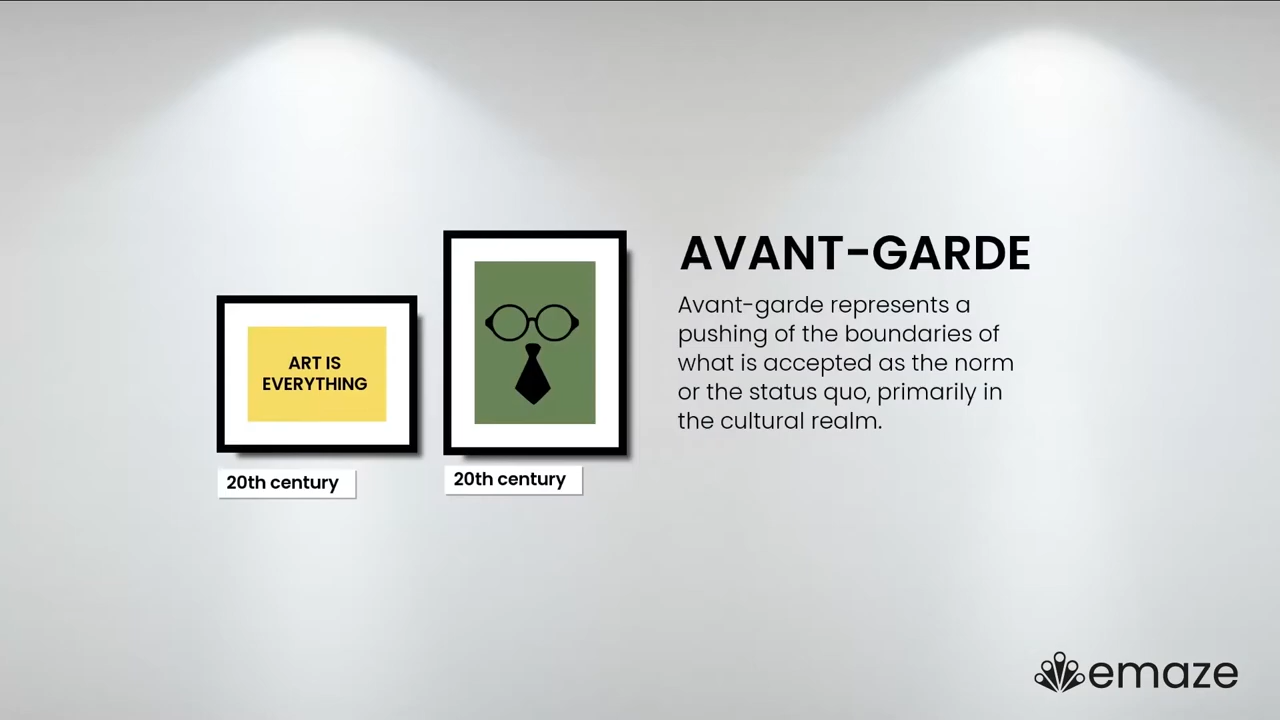 ART IS
EVERYTHING
20th century
20th century
AVANT-GARDE
Avant-garde represents a
pushing of the boundaries of
what is accepted as the norm
or the status quo, primarily in
the cultural realm.
emaze